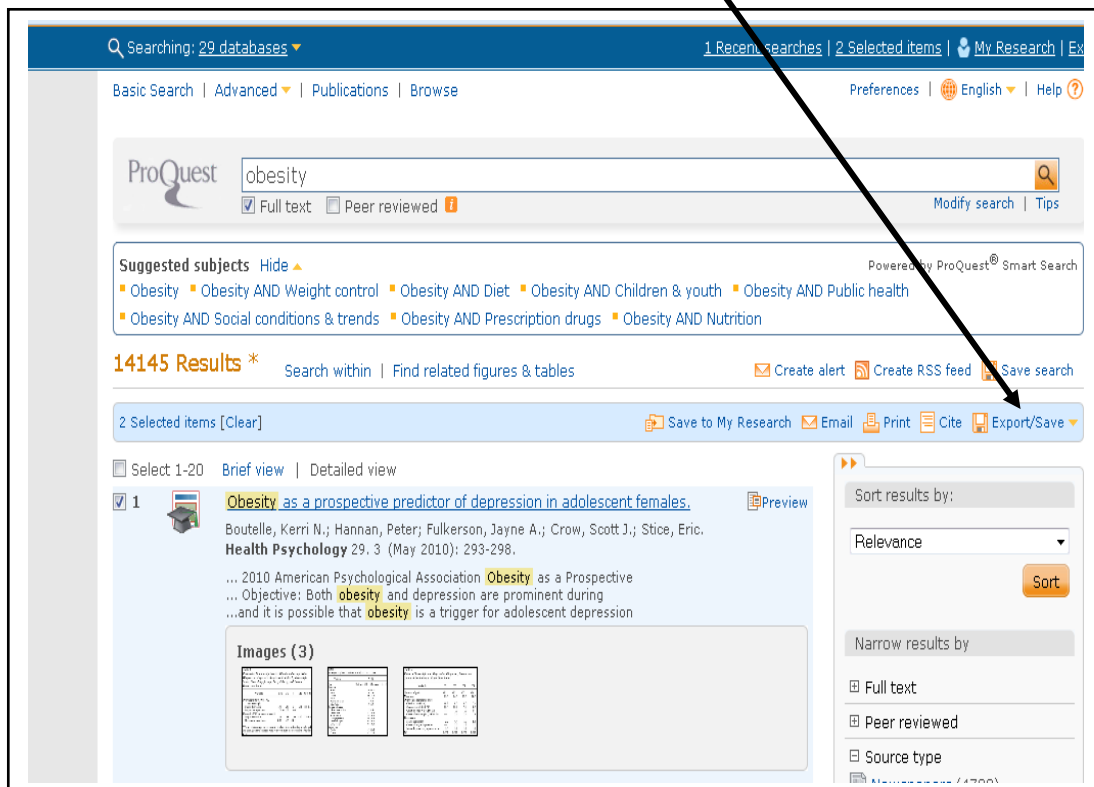 Searching: 29 databases
1 Recent searches | 2 Selected items | My Research | Ex
Basic Search | Advanced | Publications | Browse
Preferences | English | Help ?
ProQuest
obesity
Full text Peer reviewed i
Modify search | Tips
Suggested subjects Hide
Powered by ProQuest® Smart Search
Obesity Obesity AND Weight control Obesity AND Diet Obesity AND Children & youth Obesity AND Public health
Obesity AND Social conditions & trends Obesity AND Prescription drugs Obesity AND Nutrition
14145 Results *
Search within | Find related figures & tables
Create alert Create RSS feed Save search
2 Selected items [Clear]
Save to My Research Email Print Cite Export/Save
Select 1-20 Brief view | Detailed view
1 Obesity as a prospective predictor of depression in adolescent females.
Preview
Boutelle, Kerri N.; Hannan, Peter; Fulkerson, Jayne A.; Crow, Scott J.; Stice, Eric.
Health Psychology 29. 3 (May 2010): 293-298.
... 2010 American Psychological Association Obesity as a Prospective
... Objective: Both obesity and depression are prominent during
...and it is possible that obesity is a trigger for adolescent depression
Images (3)
Sort results by:
Relevance
Sort
Narrow results by
Full text
Peer reviewed
Source type